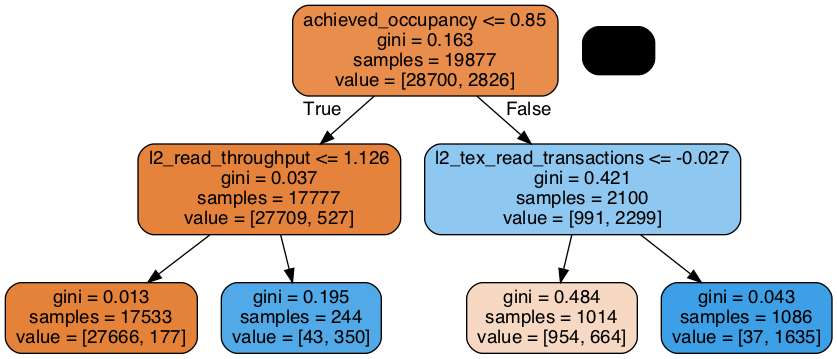 achieved_occupancy <= 0.85
gini = 0.163
samples = 19877
value = [28700, 2826]
True
False
l2_read_throughput <= 1.126
gini = 0.037
samples = 17777
value = [27709, 527]
l2_tex_read_transactions <= -0.027
gini = 0.421
samples = 2100
value = [991, 2299]
gini = 0.013
samples = 17533
value = [27666, 177]
gini = 0.195
samples = 244
value = [43, 350]
gini = 0.484
samples = 1014
value = [954, 664]
gini = 0.043
samples = 1086
value = [37, 1635]